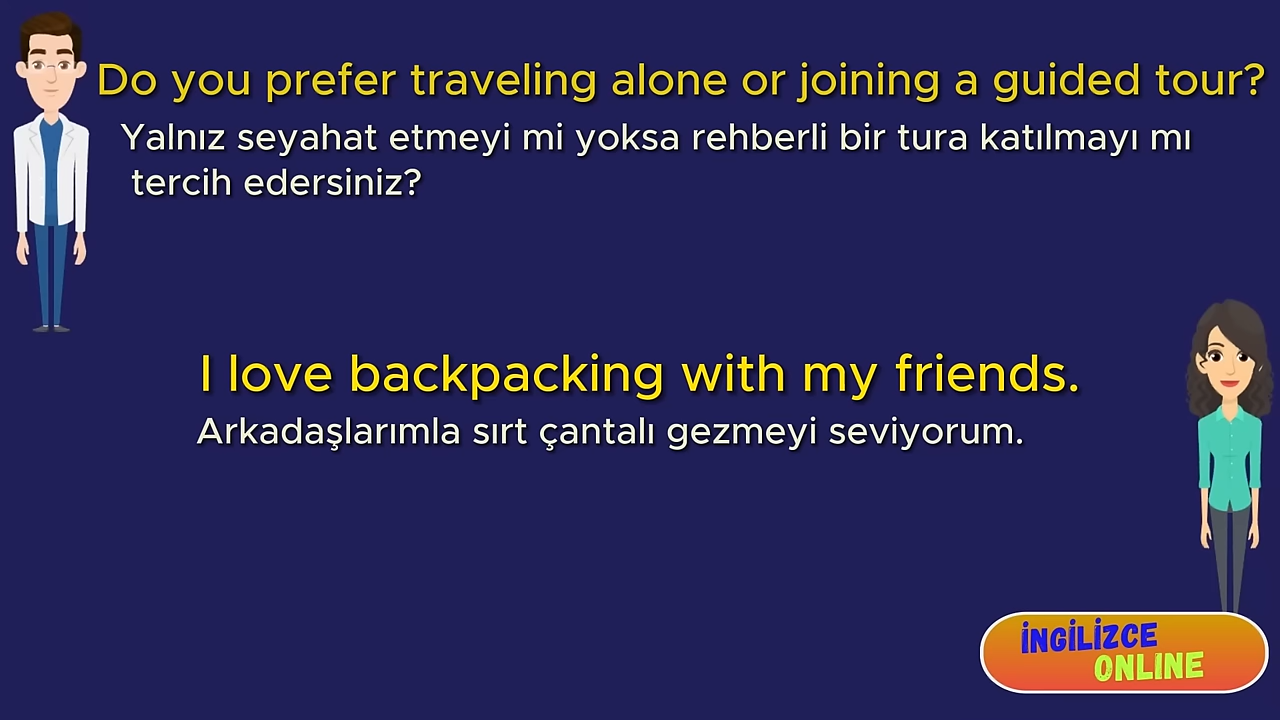 Do you prefer traveling alone or joining a guided tour?
Yalnız seyahat etmeyi mi yoksa rehberli bir tura katılmayı mı
tercih edersiniz?
I love backpacking with my friends.
Arkadaşlarımla sırt çantalı gezmeyi seviyorum.
İNGİLİZCE
ONLINE